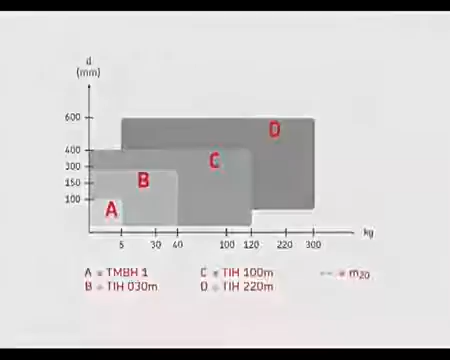 d
(mm)
600
D
400
C
300
B
150
100
A
kg
5 30 40 100 120 220 300
A = TMBH 1 C = TIH 100m = m20
B = TIH 030m D = TIH 220m